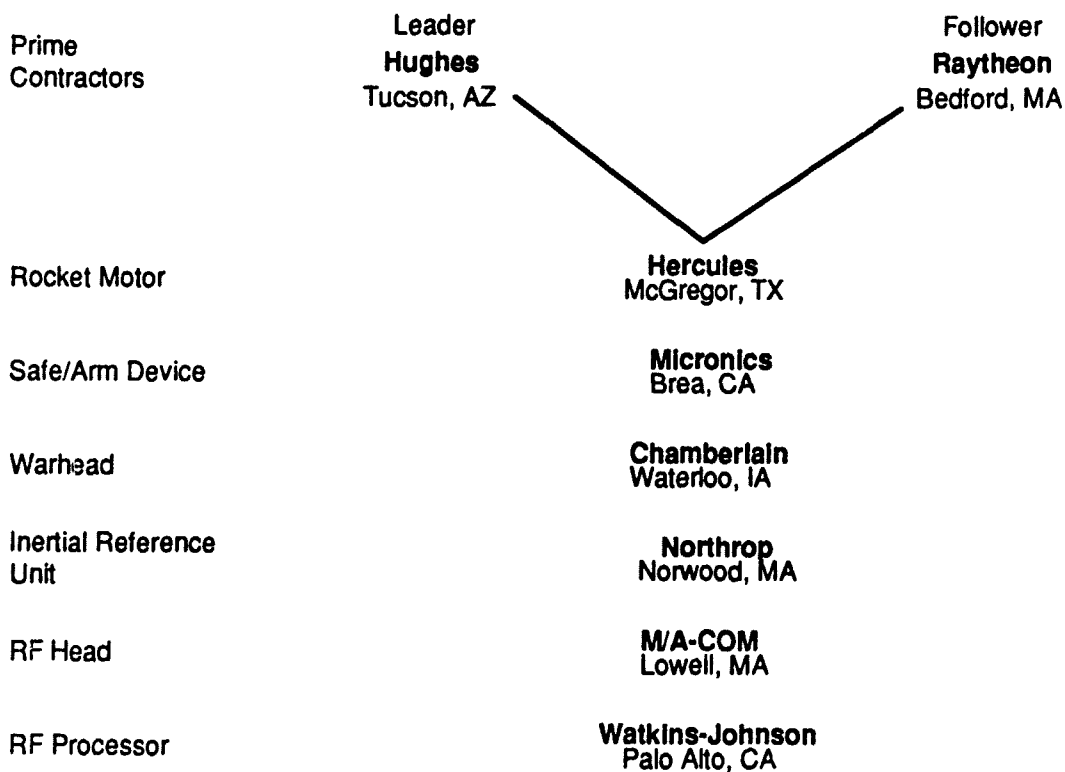 Prime
Contractors
Leader
Hughes
Tucson, AZ
Follower
Raytheon
Bedford, MA
Rocket Motor
Hercules
McGregor, TX
Safe/Arm Device
Micronics
Brea, CA
Warhead
Chamberlain
Waterloo, IA
Inertial Reference
Unit
Northrop
Norwood, MA
RF Head
M/A-COM
Lowell, MA
RF Processor
Watkins-Johnson
Palo Alto, CA